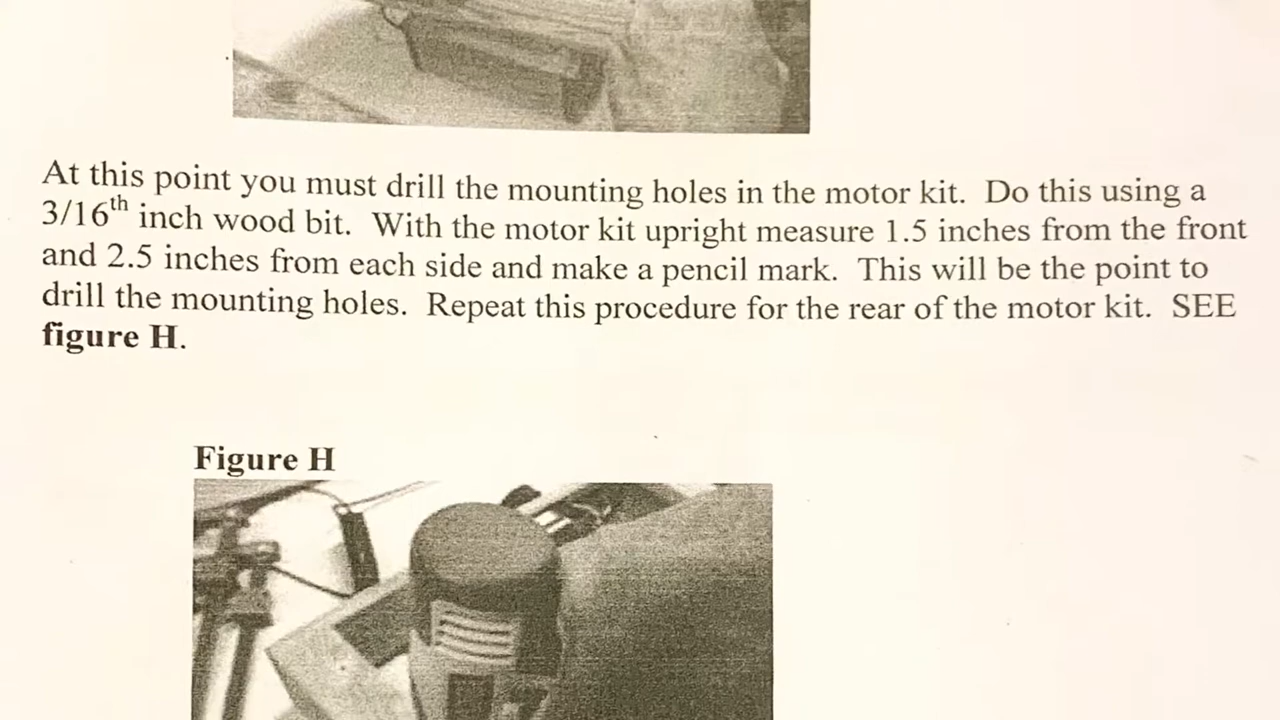 At this point you must drill the mounting holes in the motor kit. Do this using a
3/16th inch wood bit. With the motor kit upright measure 1.5 inches from the front
and 2.5 inches from each side and make a pencil mark. This will be the point to
drill the mounting holes. Repeat this procedure for the rear of the motor kit. SEE
figure H.
Figure H